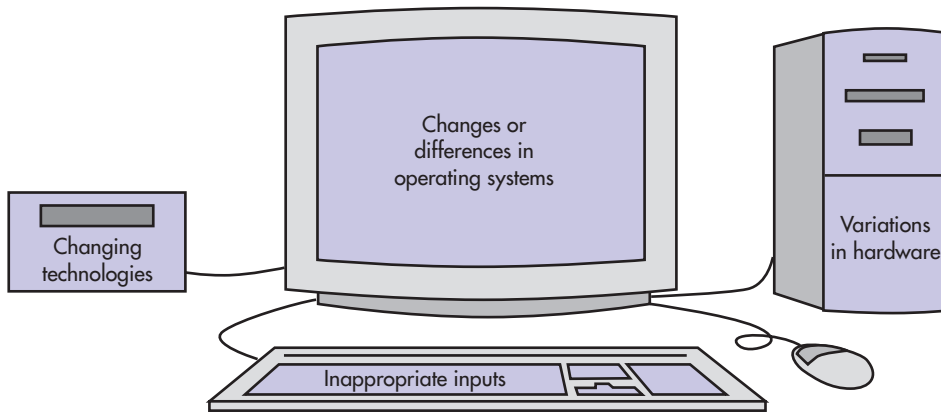 Changes or
differences in
operating systems
Changing
technologies
Variations
in hardware
Inappropriate inputs